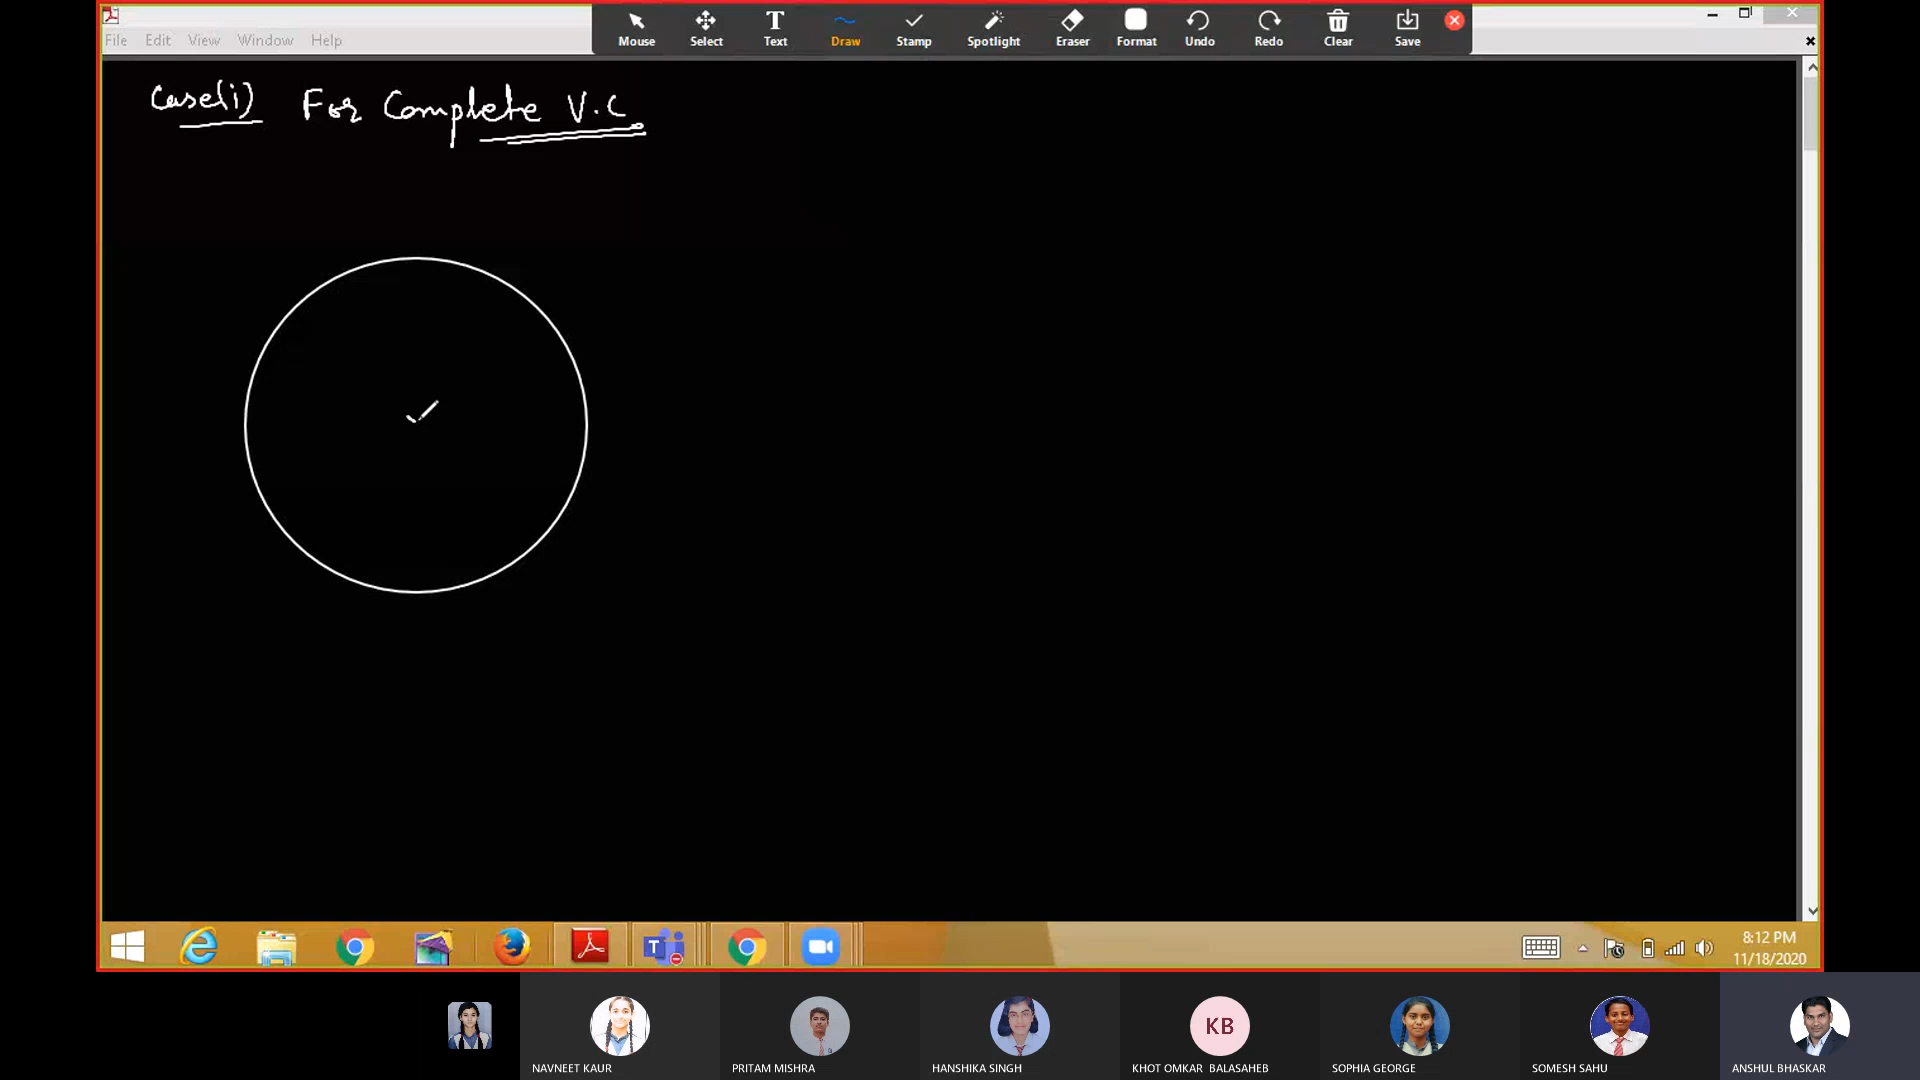 File Edit View Window Help
Mouse Select Text Draw Stamp Spotlight Eraser Format Undo Redo Clear Save
Case(i) For Complete V.C
T
8:12 PM
11/18/2020
KB
NAVNEET KAUR PRITAM MISHRA HANSHIKA SINGH KHOT OMKAR BALASAHEB SOPHIA GEORGE SOMESH SAHU ANSHUL BHASKAR